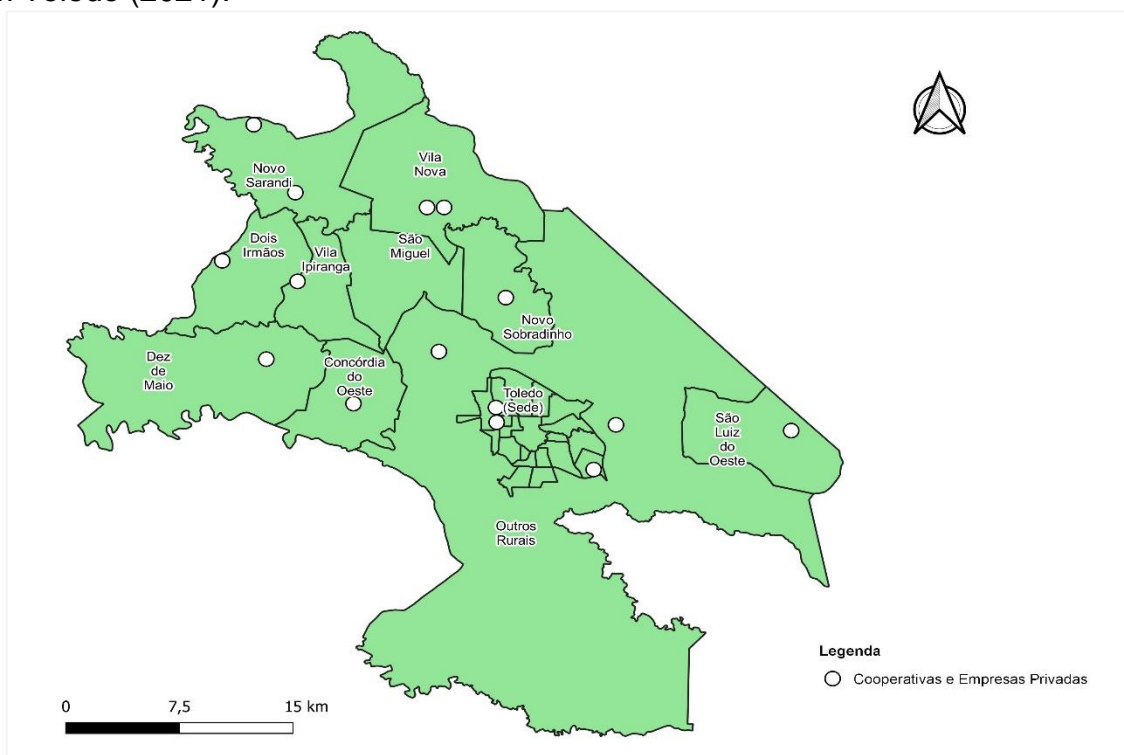 Toledo (2021).
Vila
Nova
Novo
Sarandi
Dois
Irmãos
Vila
Ipiranga
São
Miguel
Novo
Sobradinho
Dez
de
Maio
Concórdia
do
Oeste
Toledo
(Sede)
São
Luiz
do
Oeste
Outros
Rurais
Legenda
Cooperativas e Empresas Privadas
0 7,5 15 km